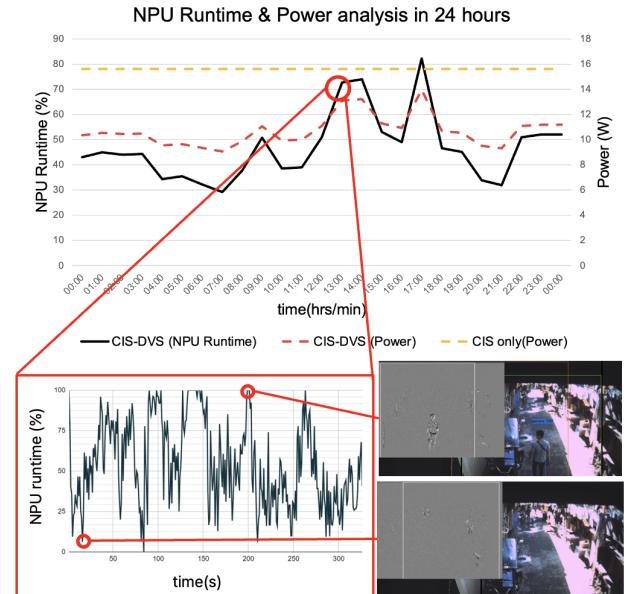 NPU Runtime & Power analysis in 24 hours
NPU Runtime (%)
90
80
70
60
50
40
30
20
10
0
18
16
14
12
10
8
6
4
2
0
Power (W)
00:00 01:00 02:00 03:00 04:00 05:00 06:00 07:00 08:00 09:00 10:00 11:00 12:00 13:00 14:00 15:00 16:00 17:00 18:00 19:00 20:00 21:00 22:00 23:00 00:00
time(hrs/min)
CIS-DVS (NPU Runtime) CIS-DVS (Power) CIS only(Power)
NPU runtime (%)
100
75
50
25
0
50 100 150 200 250 300
time(s)